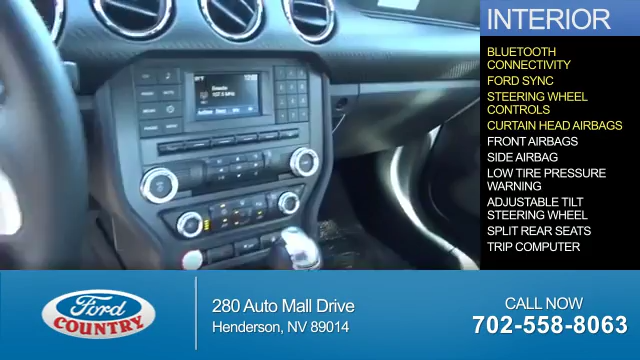 INTERIOR
BLUETOOTH
CONNECTIVITY
FORD SYNC
STEERING WHEEL
CONTROLS
CURTAIN HEAD AIRBAGS
FRONT AIRBAGS
SIDE AIRBAG
LOW TIRE PRESSURE
WARNING
ADJUSTABLE TILT
STEERING WHEEL
SPLIT REAR SEATS
TRIP COMPUTER
Ford
COUNTRY
280 Auto Mall Drive
Henderson, NV 89014
CALL NOW
702-558-8063